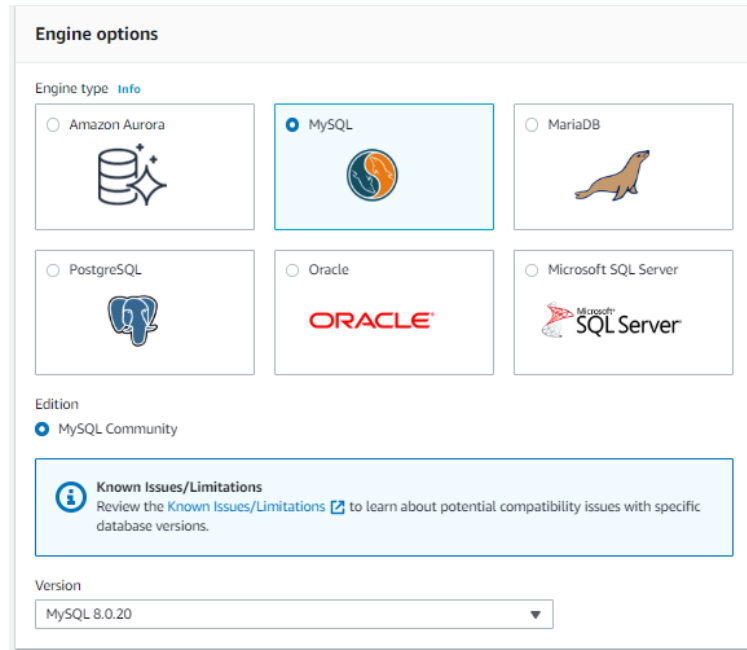 Engine options
Engine type Info
Amazon Aurora
MySQL
MariaDB
PostgreSQL
Oracle
Microsoft SQL Server
ORACLE
Microsoft
SQL Server
Edition
MySQL Community
Known Issues/Limitations
Review the Known Issues/Limitations to learn about potential compatibility issues with specific
database versions.
Version
MySQL 8.0.20